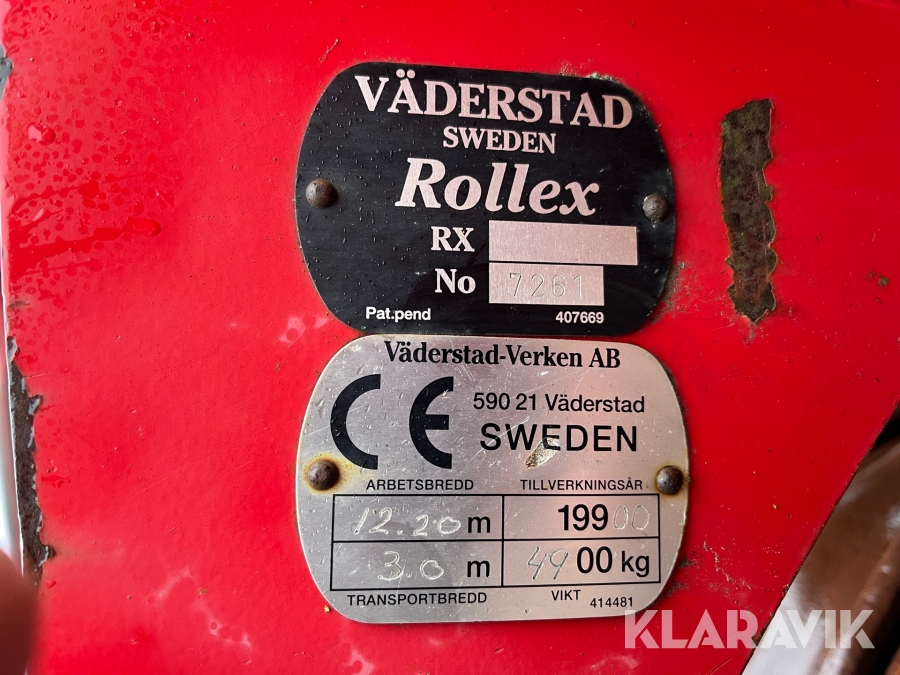 VÄDERSTAD
SWEDEN
Rollex
RX
No 7261
Pat.pend 407669
Väderstad-Verken AB
CE 590 21 Väderstad
SWEDEN
ARBETSBREDD TILLVERKNINGSÅR
12.20 m 19900
3.0 m 4900 kg
TRANSPORTBREDD VIKT 414481
KLARAVIK